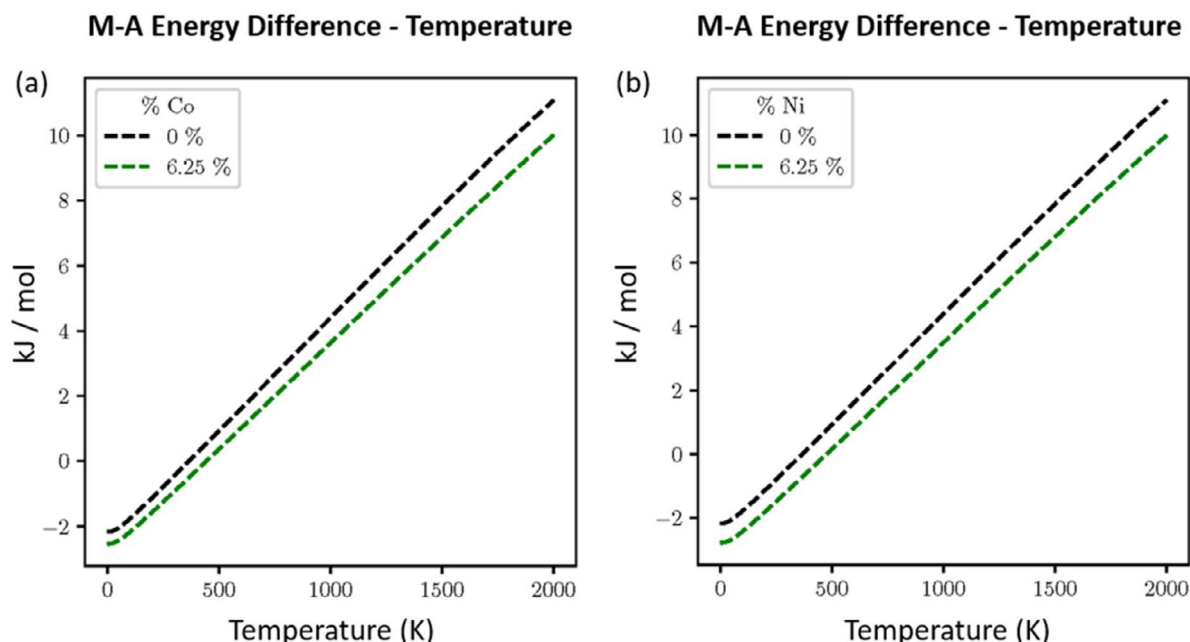 M-A Energy Difference - Temperature
(a)
% Co
0 %
6.25 %
10
8
6
4
2
0
−2
kJ / mol
0 500 1000 1500 2000
Temperature (K)
M-A Energy Difference - Temperature
(b)
% Ni
0 %
6.25 %
10
8
6
4
2
0
−2
kJ / mol
0 500 1000 1500 2000
Temperature (K)